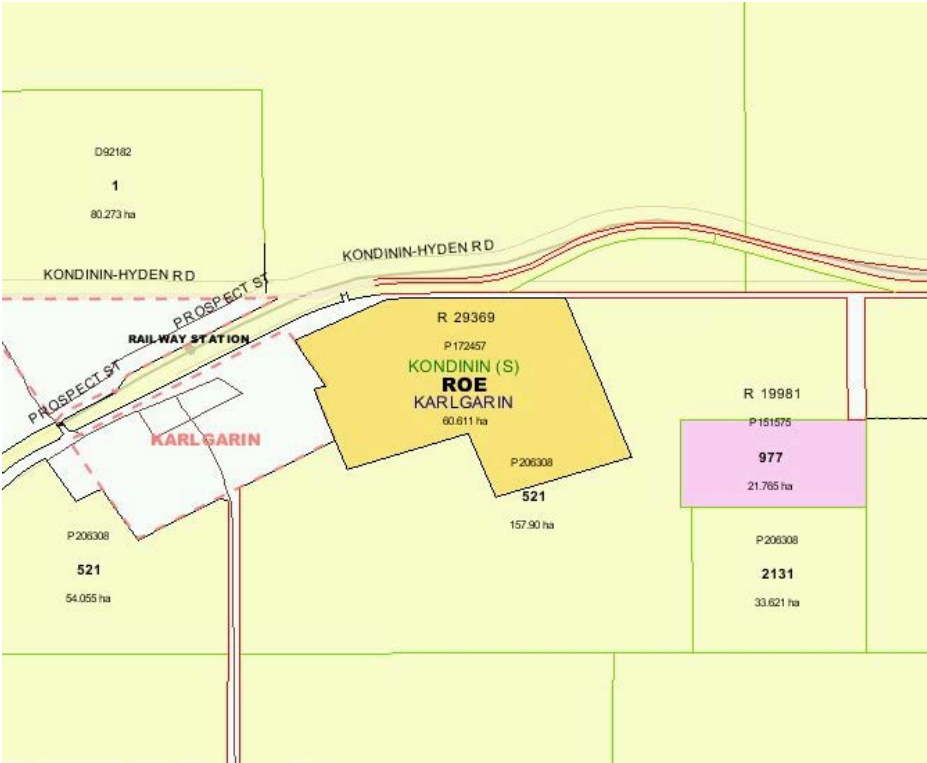 D92182
1
80.273 ha
KONDININ-HYDEN RD
KONDININ-HYDEN RD
PROSPECT ST
RAILWAY STATION
PROSPECT ST
KARLGARIN
R 29369
P172457
KONDININ (S)
ROE
KARLGARIN
60.611 ha
P206308
521
157.90 ha
R 19981
P151575
977
21.765 ha
P206308
521
54.055 ha
P206308
2131
33.621 ha